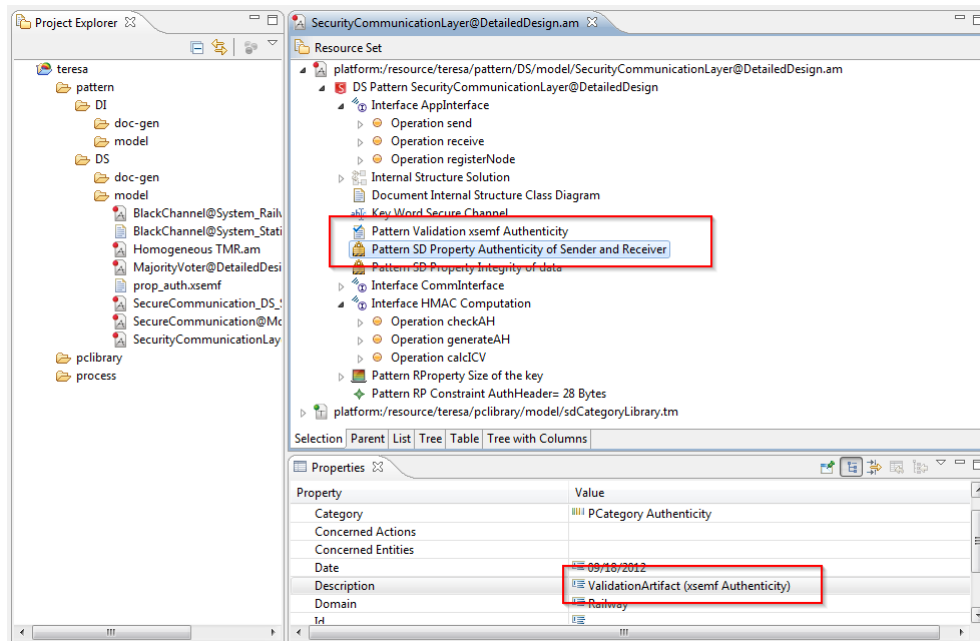 Project Explorer
teresa
pattern
DI
doc-gen
model
DS
doc-gen
model
BlackChannel@System_Railw
BlackChannel@System_Stati
Homogeneous TMR.am
MajorityVoter@DetailedDesi
prop_auth.xsemf
SecureCommunication_DS_S
SecureCommunication@Mo
SecurityCommunicationLay
pclibrary
process
SecurityCommunicationLayer@DetailedDesign.am
Resource Set
platform:/resource/teresa/pattern/DS/model/SecurityCommunicationLayer@DetailedDesign.am
DS Pattern SecurityCommunicationLayer@DetailedDesign
Interface AppInterface
Operation send
Operation receive
Operation registerNode
Internal Structure Solution
Document Internal Structure Class Diagram
Key Word Secure Channel
Pattern Validation xsemf Authenticity
Pattern SD Property Authenticity of Sender and Receiver
Pattern SD Property Integrity of data
Interface CommInterface
Interface HMAC Computation
Operation checkAH
Operation generateAH
Operation calcICV
Pattern RProperty Size of the key
Pattern RP Constraint AuthHeader= 28 Bytes
platform:/resource/teresa/pclibrary/model/sdCategoryLibrary.tm
Selection Parent List Tree Table Tree with Columns
Properties
Property Value
Category PCategory Authenticity
Concerned Actions
Concerned Entities
Date 09/18/2012
Description ValidationArtifact (xsemf Authenticity)
Domain Railway
Id